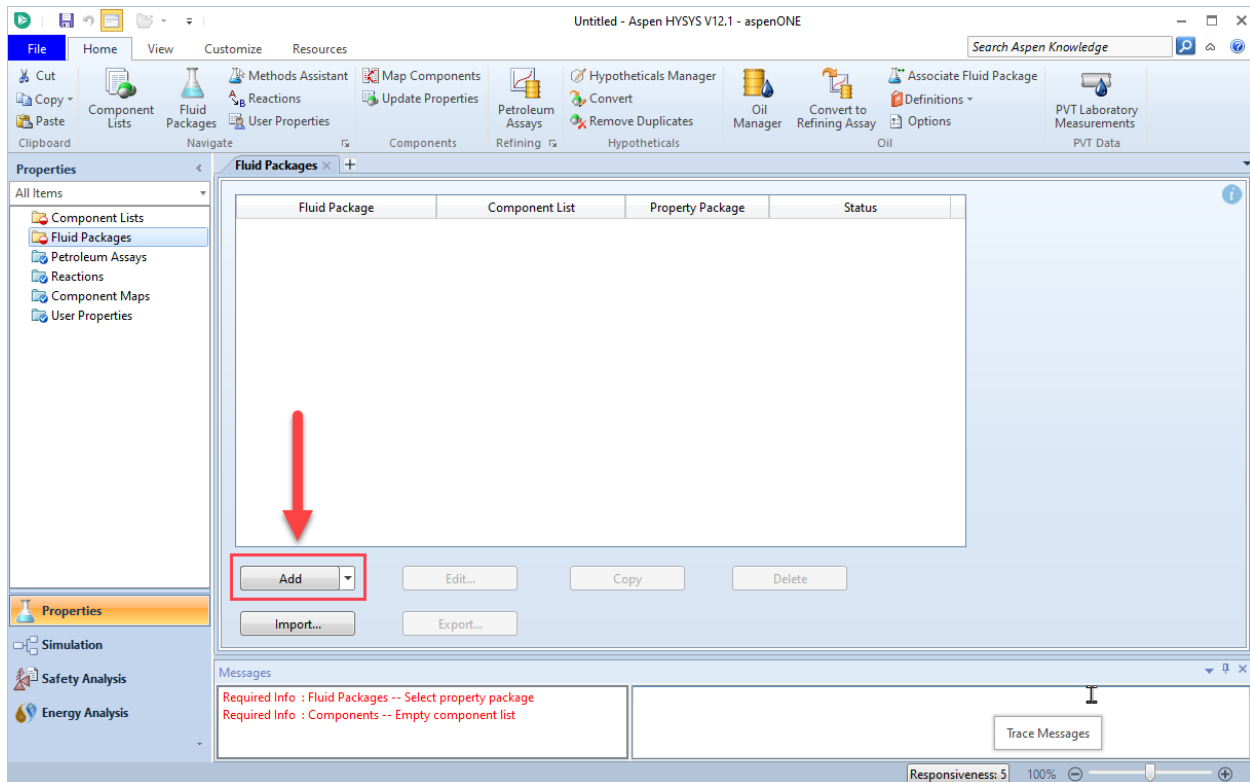 Untitled - Aspen HYSYS V12.1 - aspenONE
File Home View Customize Resources Search Aspen Knowledge
Cut Methods Assistant Map Components Hypotheticals Manager Associate Fluid Package
Copy Component Lists Fluid Packages Reactions Update Properties Petroleum Assays Convert Oil Manager Convert to Refining Assay Definitions PVT Laboratory Measurements
Paste User Properties Remove Duplicates Options
Clipboard Navigate Components Refining Hypotheticals Oil PVT Data
Properties < Fluid Packages × +
All Items
Fluid Package Component List Property Package Status
Component Lists
Fluid Packages
Petroleum Assays
Reactions
Component Maps
User Properties
Add Edit... Copy Delete
Import... Export...
Properties
Simulation
Safety Analysis
Energy Analysis
Messages
Required Info : Fluid Packages -- Select property package
Required Info : Components -- Empty component list
Trace Messages
Responsiveness: 5 100%